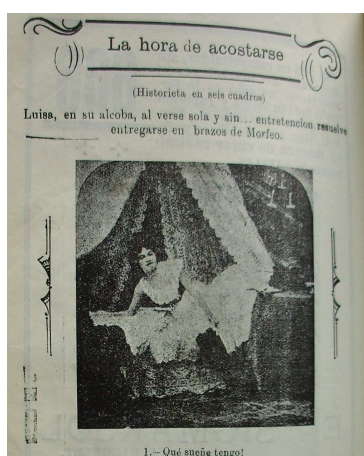 La hora de acostarse
(Historieta en seis cuadros)
Luisa, en su alcoba, al verse sola y sin... entretencion resuelve
entregarse en brazos de Morfeo.
1.—Qué sueñe tengo!